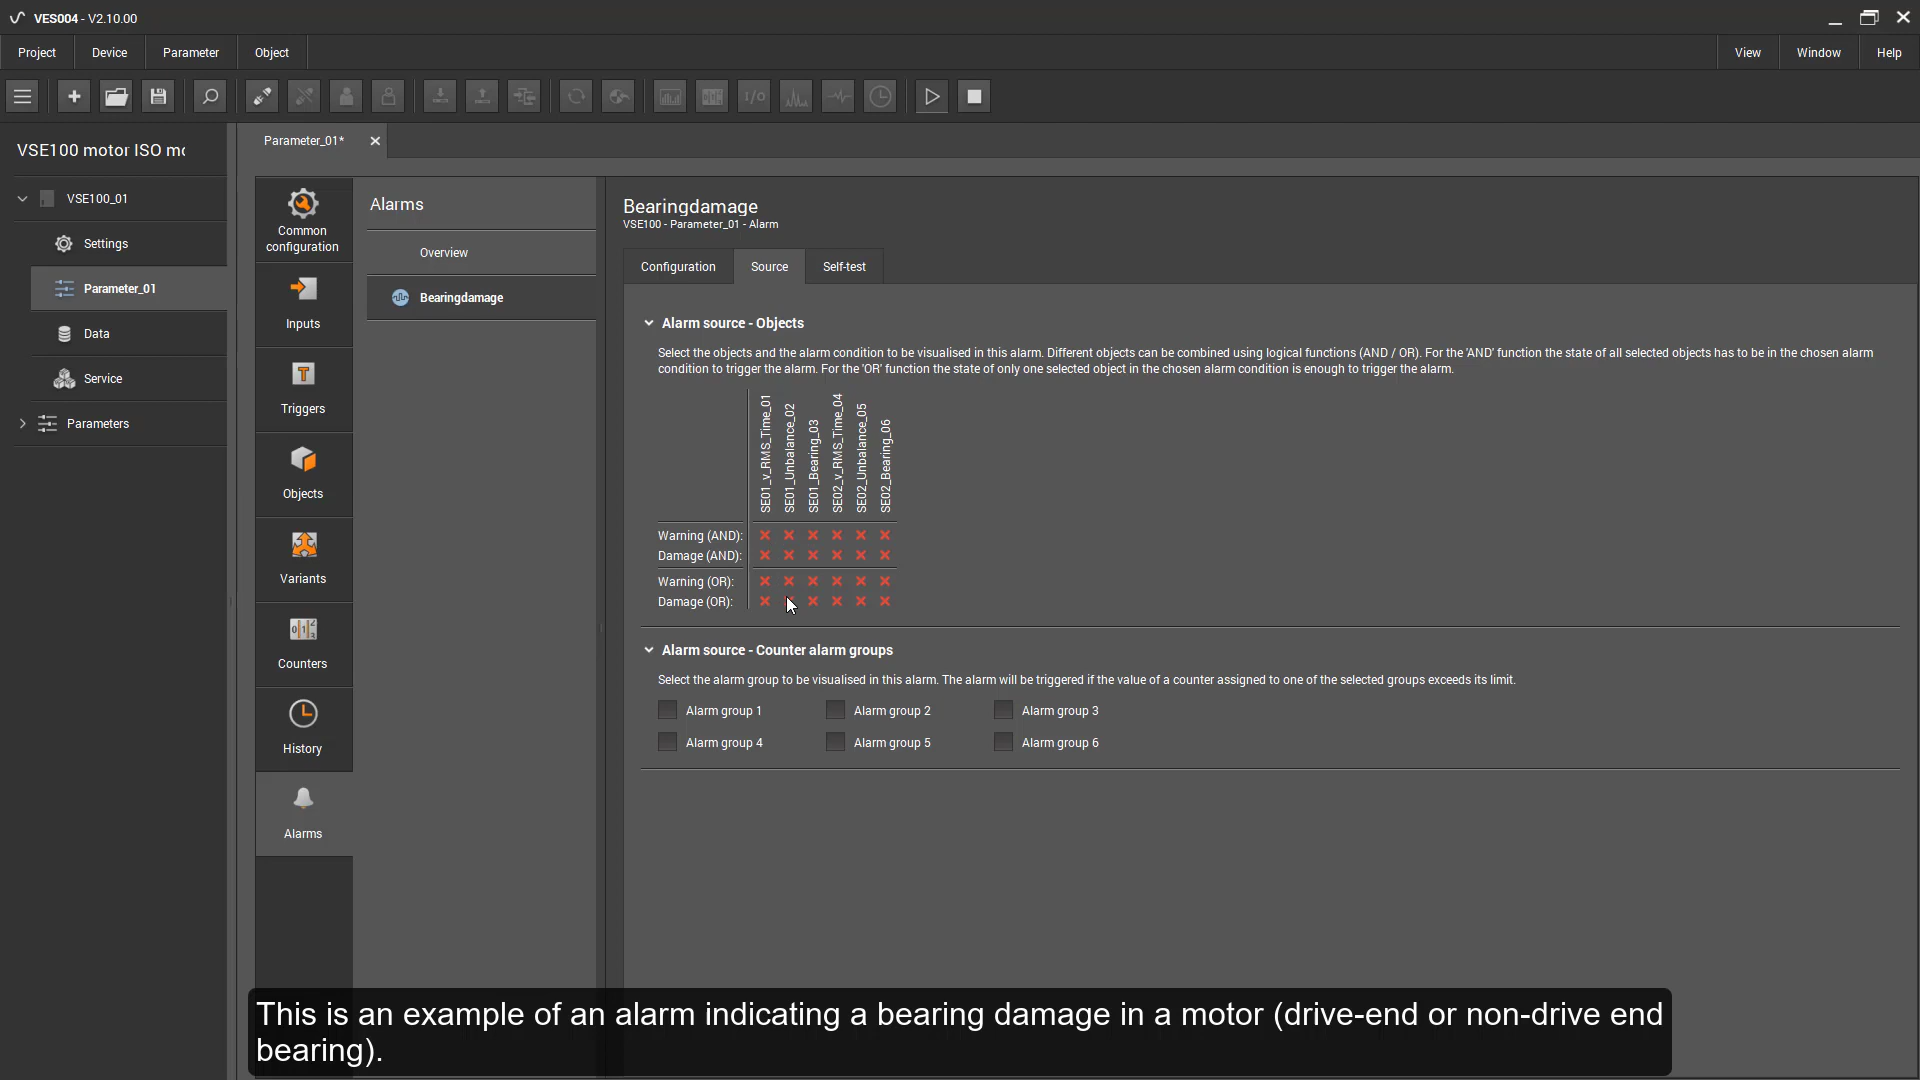 VES004 - V2.10.00
Project Device Parameter Object View Window Help
VSE100 motor ISO mo
VSE100_01
Settings
Parameter_01
Data
Service
Parameters
Parameter_01*
Common
configuration
Inputs
Triggers
Objects
Variants
Counters
History
Alarms
Alarms
Overview
Bearingdamage
Bearingdamage
VSE100 - Parameter_01 - Alarm
Configuration Source Self-test
Alarm source - Objects
Select the objects and the alarm condition to be visualised in this alarm. Different objects can be combined using logical functions (AND / OR). For the 'AND' function the state of all selected objects has to be in the chosen alarm
condition to trigger the alarm. For the 'OR' function the state of only one selected object in the chosen alarm condition is enough to trigger the alarm.
SE01_v_RMS_Time_01
SE01_Unbalance_02
SE01_Bearing_03
SE02_v_RMS_Time_04
SE02_Unbalance_05
SE02_Bearing_06
Warning (AND):
Damage (AND):
Warning (OR):
Damage (OR):
Alarm source - Counter alarm groups
Select the alarm group to be visualised in this alarm. The alarm will be triggered if the value of a counter assigned to one of the selected groups exceeds its limit.
Alarm group 1 Alarm group 2 Alarm group 3
Alarm group 4 Alarm group 5 Alarm group 6
This is an example of an alarm indicating a bearing damage in a motor (drive-end or non-drive end
bearing).